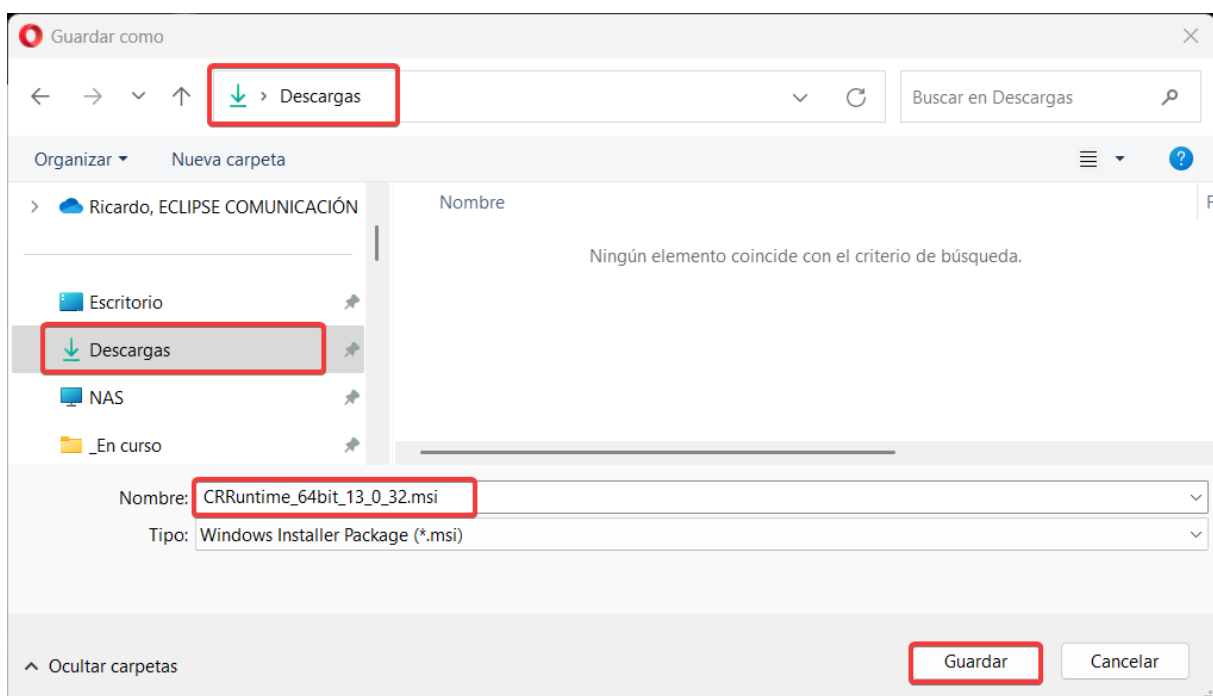 Guardar como
Descargas
Buscar en Descargas
Organizar
Nueva carpeta
Ricardo, ECLIPSE COMUNICACIÓN
Nombre
Ningún elemento coincide con el criterio de búsqueda.
Escritorio
Descargas
NAS
_En curso
Nombre: CRRuntime_64bit_13_0_32.msi
Tipo: Windows Installer Package (*.msi)
Ocultar carpetas
Guardar
Cancelar